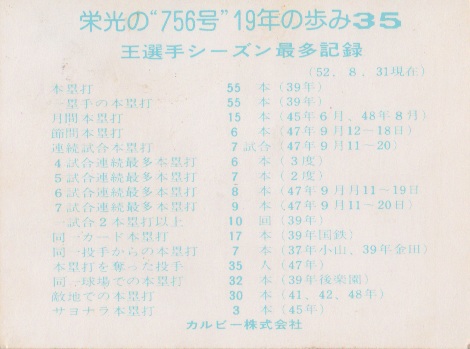 栄光の“756号”19年の歩み35
王選手シーズン最多記録
(52．8．31現在)
本塁打 55 本(39年)
一塁手の本塁打 55 本(39年)
月間本塁打 15 本(45年6月、48年8月)
節間本塁打 6 本(47年9月12〜18日)
連続試合本塁打 7 試合(47年9月11〜20)
4試合連続最多本塁打 6 本(3度)
5試合連続最多本塁打 7 本(2度)
6試合連続最多本塁打 8 本(47年9月月11〜19日
7試合連続最多本塁打 9 本(47年9月11〜20日)
一試合2本塁打以上 10 回(39年)
同一カード本塁打 17 本(39年国鉄)
同一投手からの本塁打 7 本(37年小山、39年金田)
本塁打を奪った投手 35 人(47年)
同一球場での本塁打 32 本(39年後楽園)
敵地での本塁打 30 本(41、42、48年)
サヨナラ本塁打 3 本(45年)
カルビー株式会社